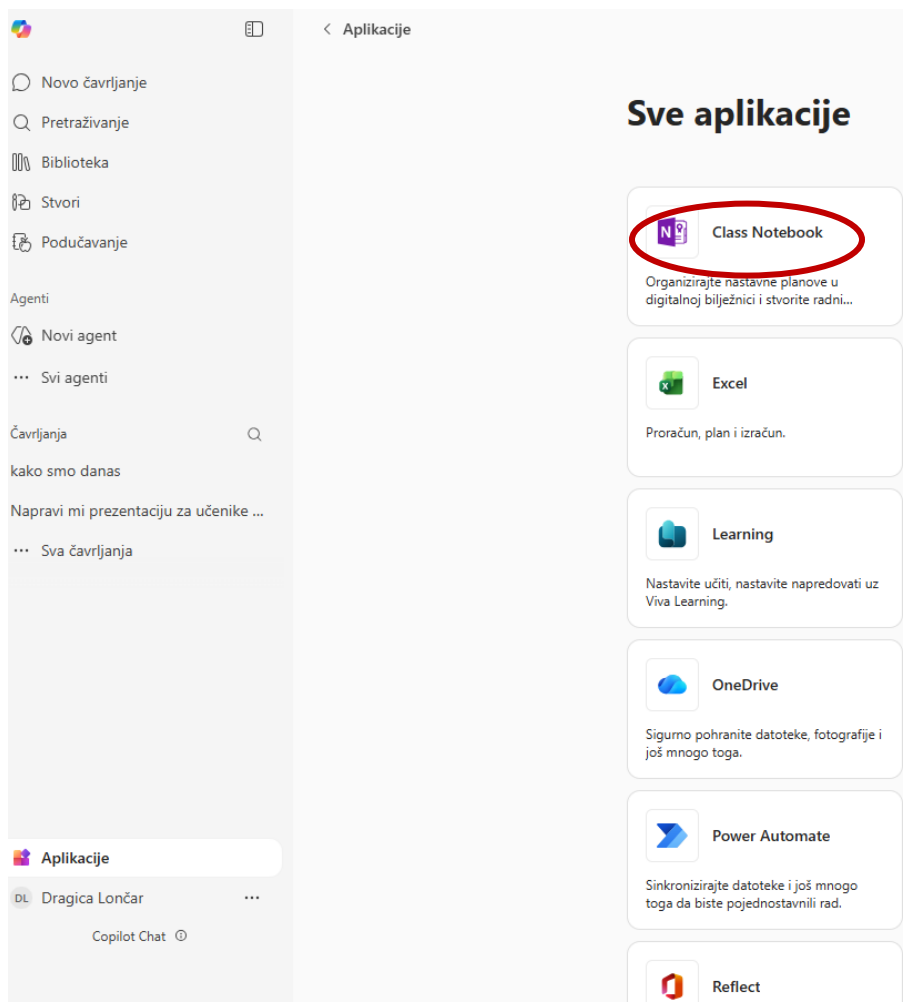 Aplikacije
Novo čavrljanje
Pretraživanje
Biblioteka
Stvori
Podučavanje
Agenti
Novi agent
Svi agenti
Čavrljanja
kako smo danas
Napravi mi prezentaciju za učenike ...
Sva čavrljanja
Aplikacije
DL Dragica Lončar
Copilot Chat
Sve aplikacije
Class Notebook
Organizirajte nastavne planove u
digitalnoj bilježnici i stvorite radni...
Excel
Proračun, plan i izračun.
Learning
Nastavite učiti, nastavite napredovati uz
Viva Learning.
OneDrive
Sigurno pohranite datoteke, fotografije i
još mnogo toga.
Power Automate
Sinkronizirajte datoteke i još mnogo
toga da biste pojednostavnili rad.
Reflect